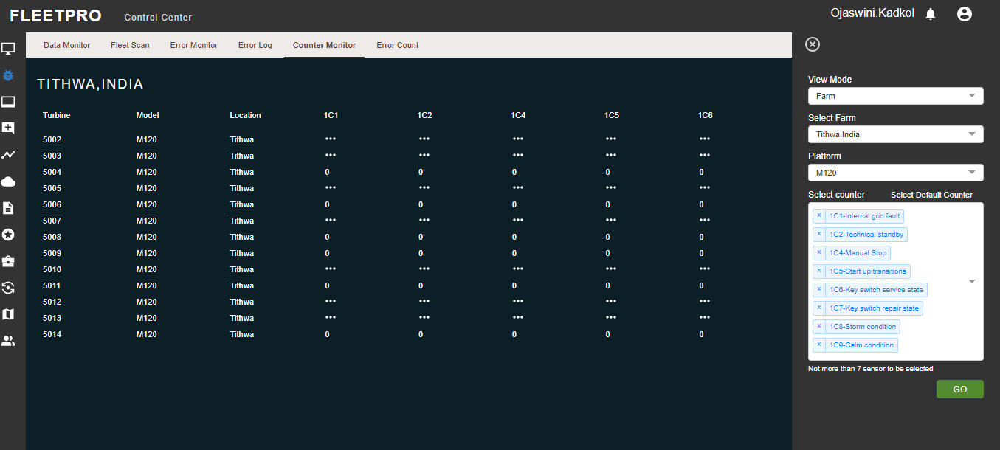 FLEETPRO Control Center Ojaswini.Kadkol
Data Monitor Fleet Scan Error Monitor Error Log Counter Monitor Error Count
TITHWA,INDIA
Turbine Model Location 1C1 1C2 1C4 1C5 1C6
5002 M120 Tithwa *** *** *** *** ***
5003 M120 Tithwa *** *** *** *** ***
5004 M120 Tithwa 0 0 0 0 0
5005 M120 Tithwa *** *** *** *** ***
5006 M120 Tithwa 0 0 0 0 0
5007 M120 Tithwa *** *** *** *** ***
5008 M120 Tithwa 0 0 0 0 0
5009 M120 Tithwa 0 0 0 0 0
5010 M120 Tithwa *** *** *** *** ***
5011 M120 Tithwa 0 0 0 0 0
5012 M120 Tithwa *** *** *** *** ***
5013 M120 Tithwa *** *** *** *** ***
5014 M120 Tithwa 0 0 0 0 0
View Mode
Farm
Select Farm
Tithwa,India
Platform
M120
Select counter Select Default Counter
× 1C1-Internal grid fault
× 1C2-Technical standby
× 1C4-Manual Stop
× 1C5-Start up transitions
× 1C6-Key switch service state
× 1C7-Key switch repair state
× 1C8-Storm condition
× 1C9-Calm condition
Not more than 7 sensor to be selected
GO